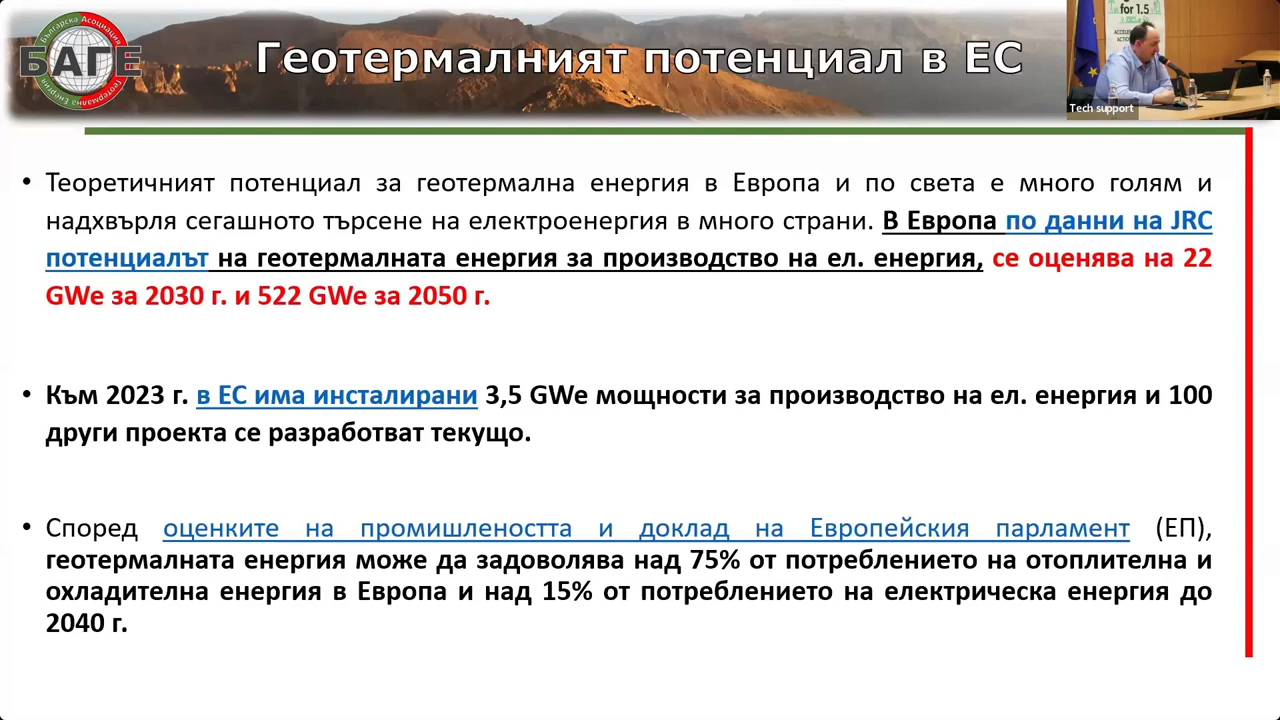 Българска Асоциация
БАГЕ
Геотермална Енергия
Геотермалният потенциал в ЕС
for 1.5
Tech support
• Теоретичният потенциал за геотермална енергия в Европа и по света е много голям и
надхвърля сегашното търсене на електроенергия в много страни. В Европа по данни на JRC
потенциалът на геотермалната енергия за производство на ел. енергия, се оценява на 22
GWe за 2030 г. и 522 GWe за 2050 г.
• Към 2023 г. в ЕС има инсталирани 3,5 GWe мощности за производство на ел. енергия и 100
други проекта се разработват текущо.
• Според оценките на промишлеността и доклад на Европейския парламент (ЕП),
геотермалната енергия може да задоволява над 75% от потреблението на отоплителна и
охладителна енергия в Европа и над 15% от потреблението на електрическа енергия до
2040 г.